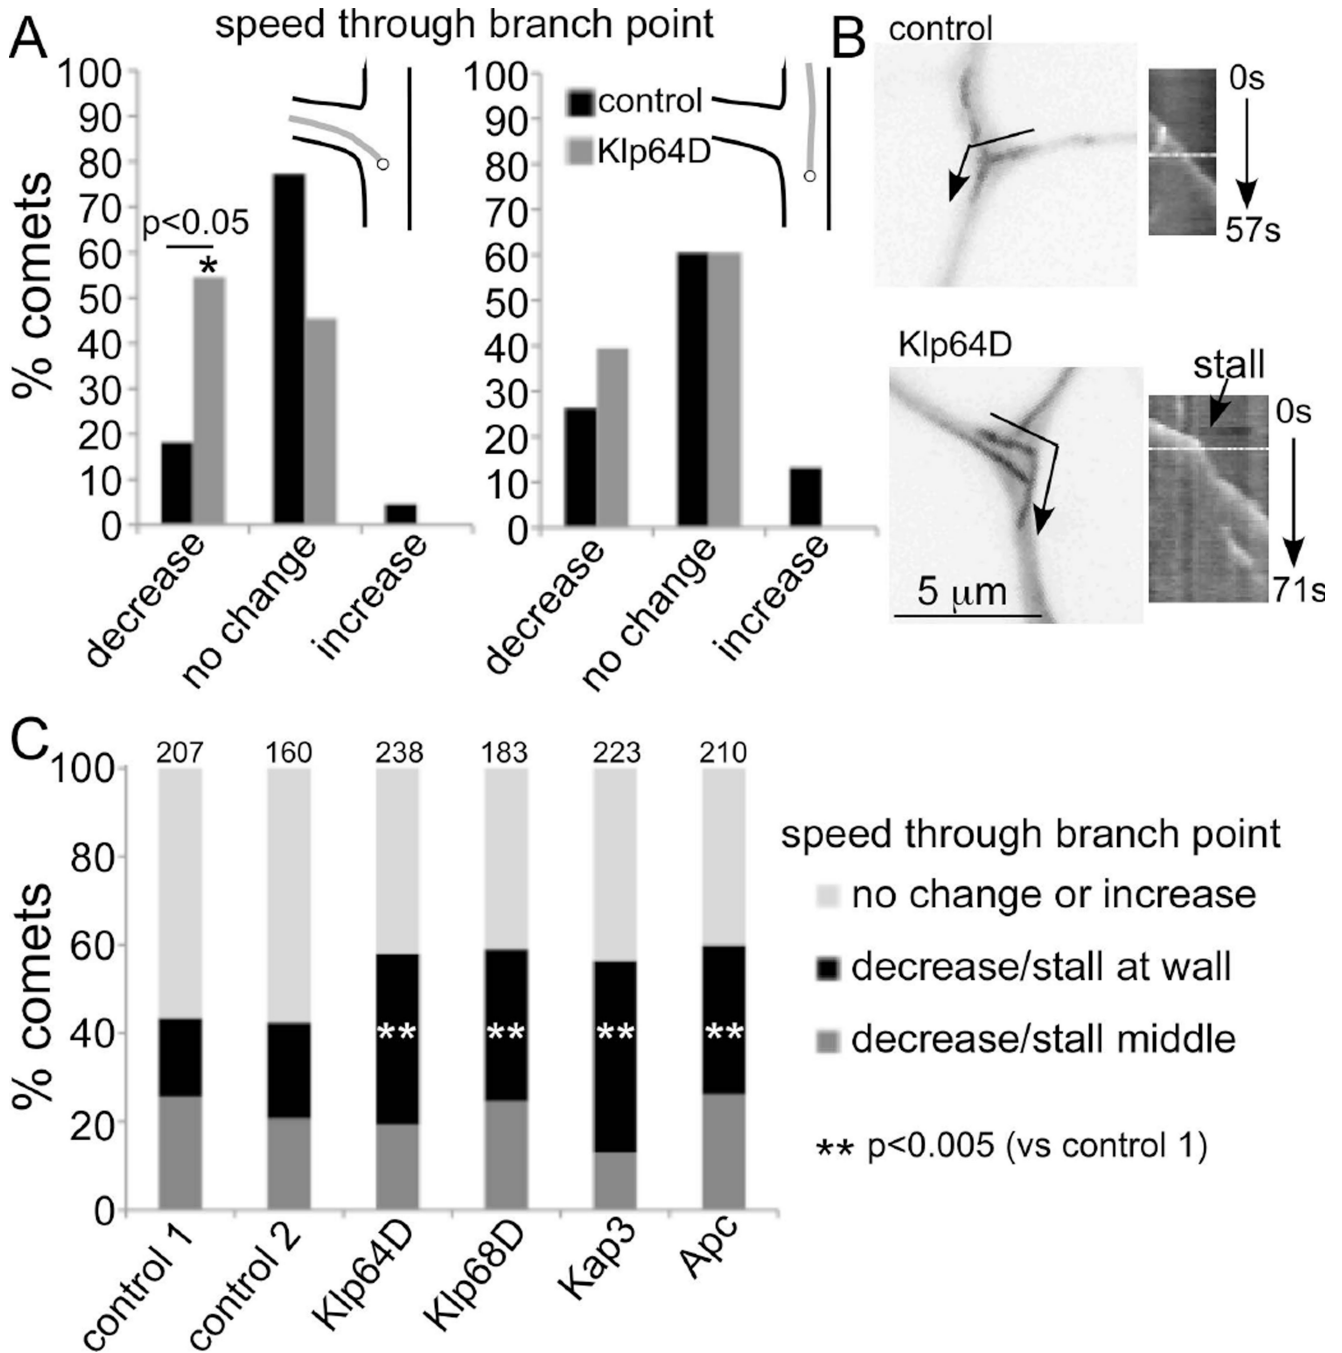 A
speed through branch point
100
90
80
70
60
50
40
30
20
10
0
% comets
p<0.05
*
decrease
no change
increase
100
90
80
70
60
50
40
30
20
10
0
control
Klp64D
decrease
no change
increase
B
control
0s
57s
Klp64D
stall
0s
71s
5 μm
C
207 160 238 183 223 210
100
80
60
40
20
0
% comets
** ** ** **
control 1
control 2
Klp64D
Klp68D
Kap3
Apc
speed through branch point
no change or increase
decrease/stall at wall
decrease/stall middle
** p<0.005 (vs control 1)